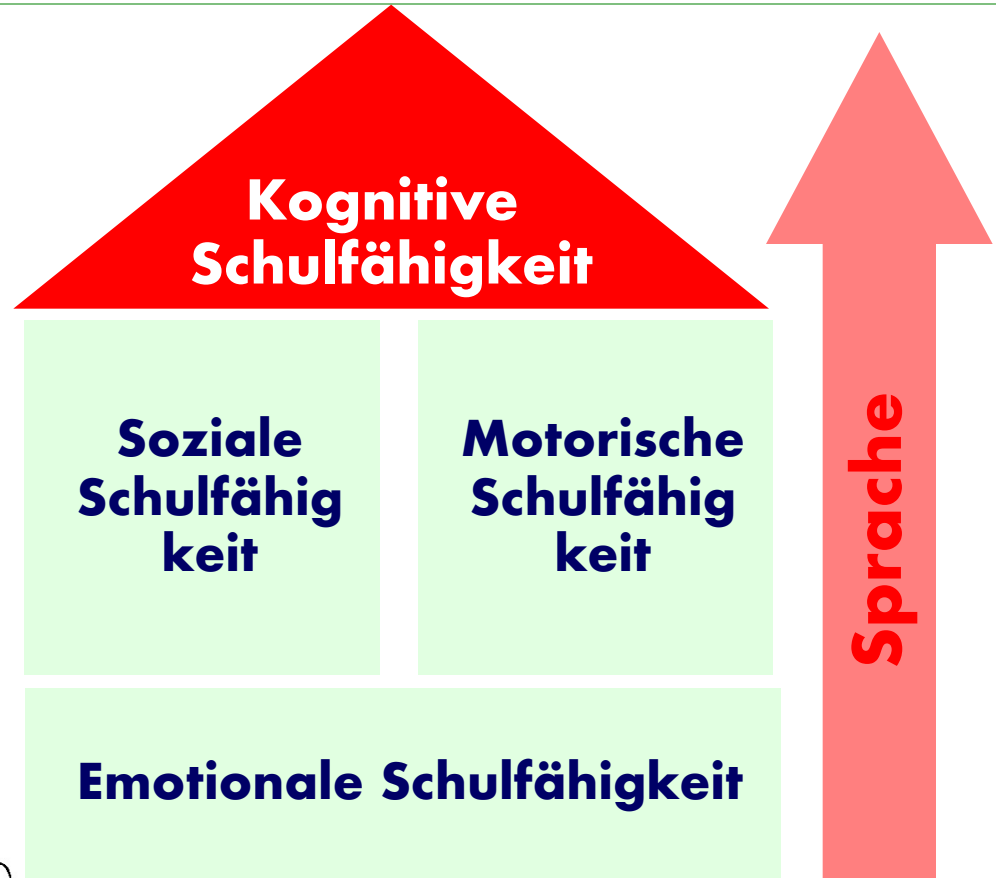 Kognitive
Schulfähigkeit
Soziale
Schulfähig
keit
Motorische
Schulfähig
keit
Sprache
Emotionale Schulfähigkeit